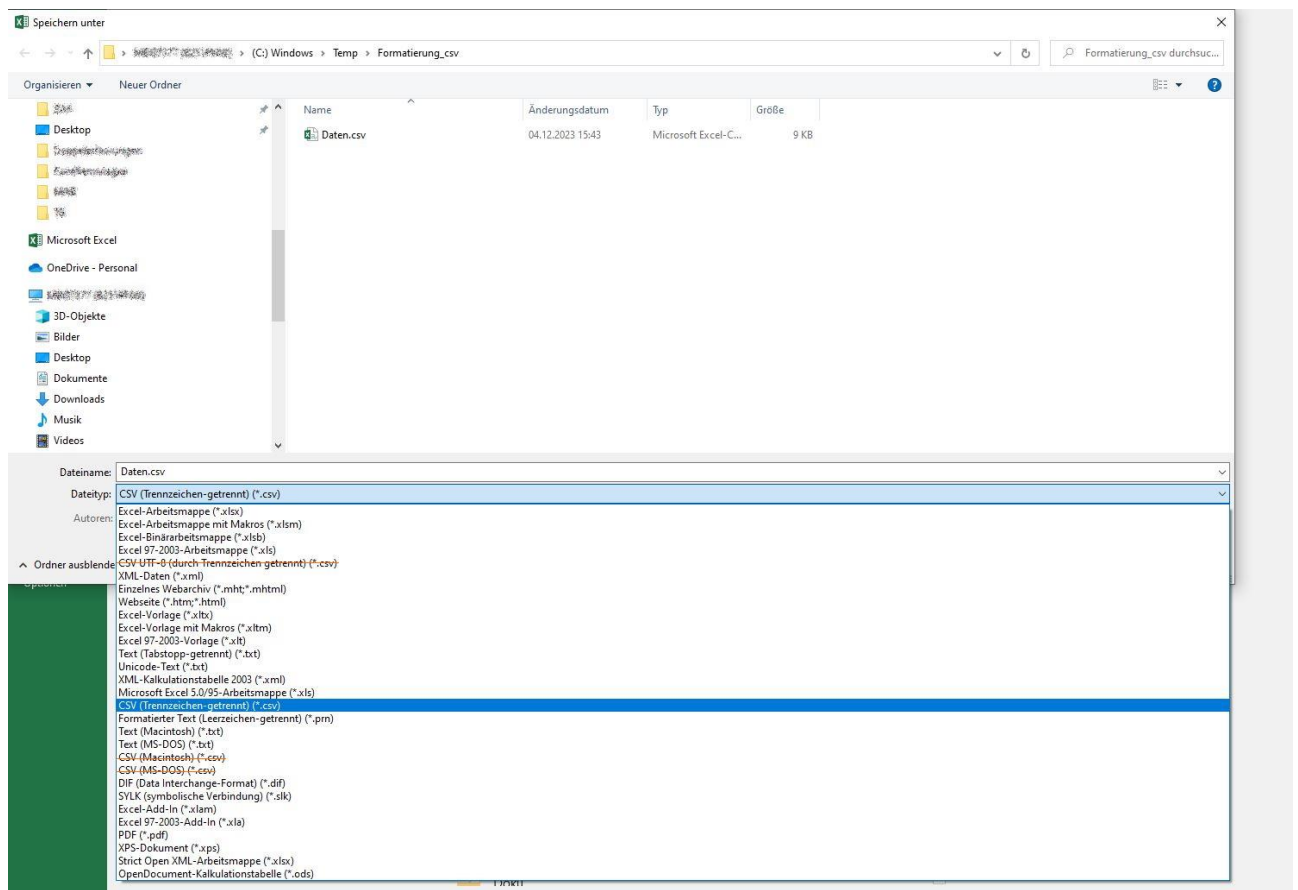 Speichern unter
(C:) Windows > Temp > Formatierung_csv
Formatierung_csv durchsuc...
Organisieren
Neuer Ordner
Name
Änderungsdatum
Typ
Größe
Desktop
Daten.csv
04.12.2023 15:43
Microsoft Excel-C...
9 KB
Microsoft Excel
OneDrive - Personal
3D-Objekte
Bilder
Desktop
Dokumente
Downloads
Musik
Videos
Dateiname: Daten.csv
Dateityp: CSV (Trennzeichen-getrennt) (*.csv)
Autoren:
Excel-Arbeitsmappe (*.xlsx)
Excel-Arbeitsmappe mit Makros (*.xlsm)
Excel-Binärarbeitsmappe (*.xlsb)
Excel 97-2003-Arbeitsmappe (*.xls)
Ordner ausblende
CSV UTF-8 (durch Trennzeichen getrennt) (*.csv)
XML-Daten (*.xml)
Einzelnes Webarchiv (*.mht;*.mhtml)
Webseite (*.htm;*.html)
Excel-Vorlage (*.xltx)
Excel-Vorlage mit Makros (*.xltm)
Excel 97-2003-Vorlage (*.xlt)
Text (Tabstopp-getrennt) (*.txt)
Unicode-Text (*.txt)
XML-Kalkulationstabelle 2003 (*.xml)
Microsoft Excel 5.0/95-Arbeitsmappe (*.xls)
CSV (Trennzeichen-getrennt) (*.csv)
Formatierter Text (Leerzeichen-getrennt) (*.prn)
Text (Macintosh) (*.txt)
Text (MS-DOS) (*.txt)
CSV (Macintosh) (*.csv)
CSV (MS-DOS) (*.csv)
DIF (Data Interchange-Format) (*.dif)
SYLK (symbolische Verbindung) (*.slk)
Excel-Add-In (*.xlam)
Excel 97-2003-Add-In (*.xla)
PDF (*.pdf)
XPS-Dokument (*.xps)
Strict Open XML-Arbeitsmappe (*.xlsx)
OpenDocument-Kalkulationstabelle (*.ods)